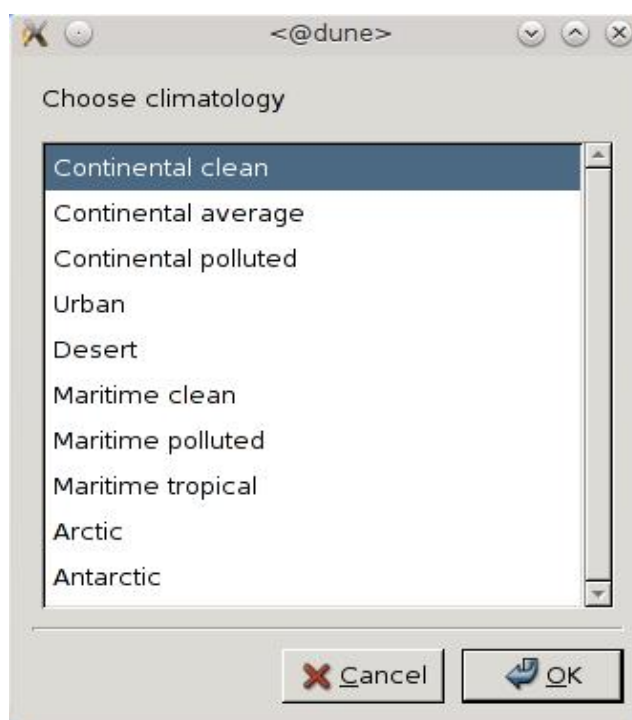 <@dune>
Choose climatology
Continental clean
Continental average
Continental polluted
Urban
Desert
Maritime clean
Maritime polluted
Maritime tropical
Arctic
Antarctic
Cancel
OK